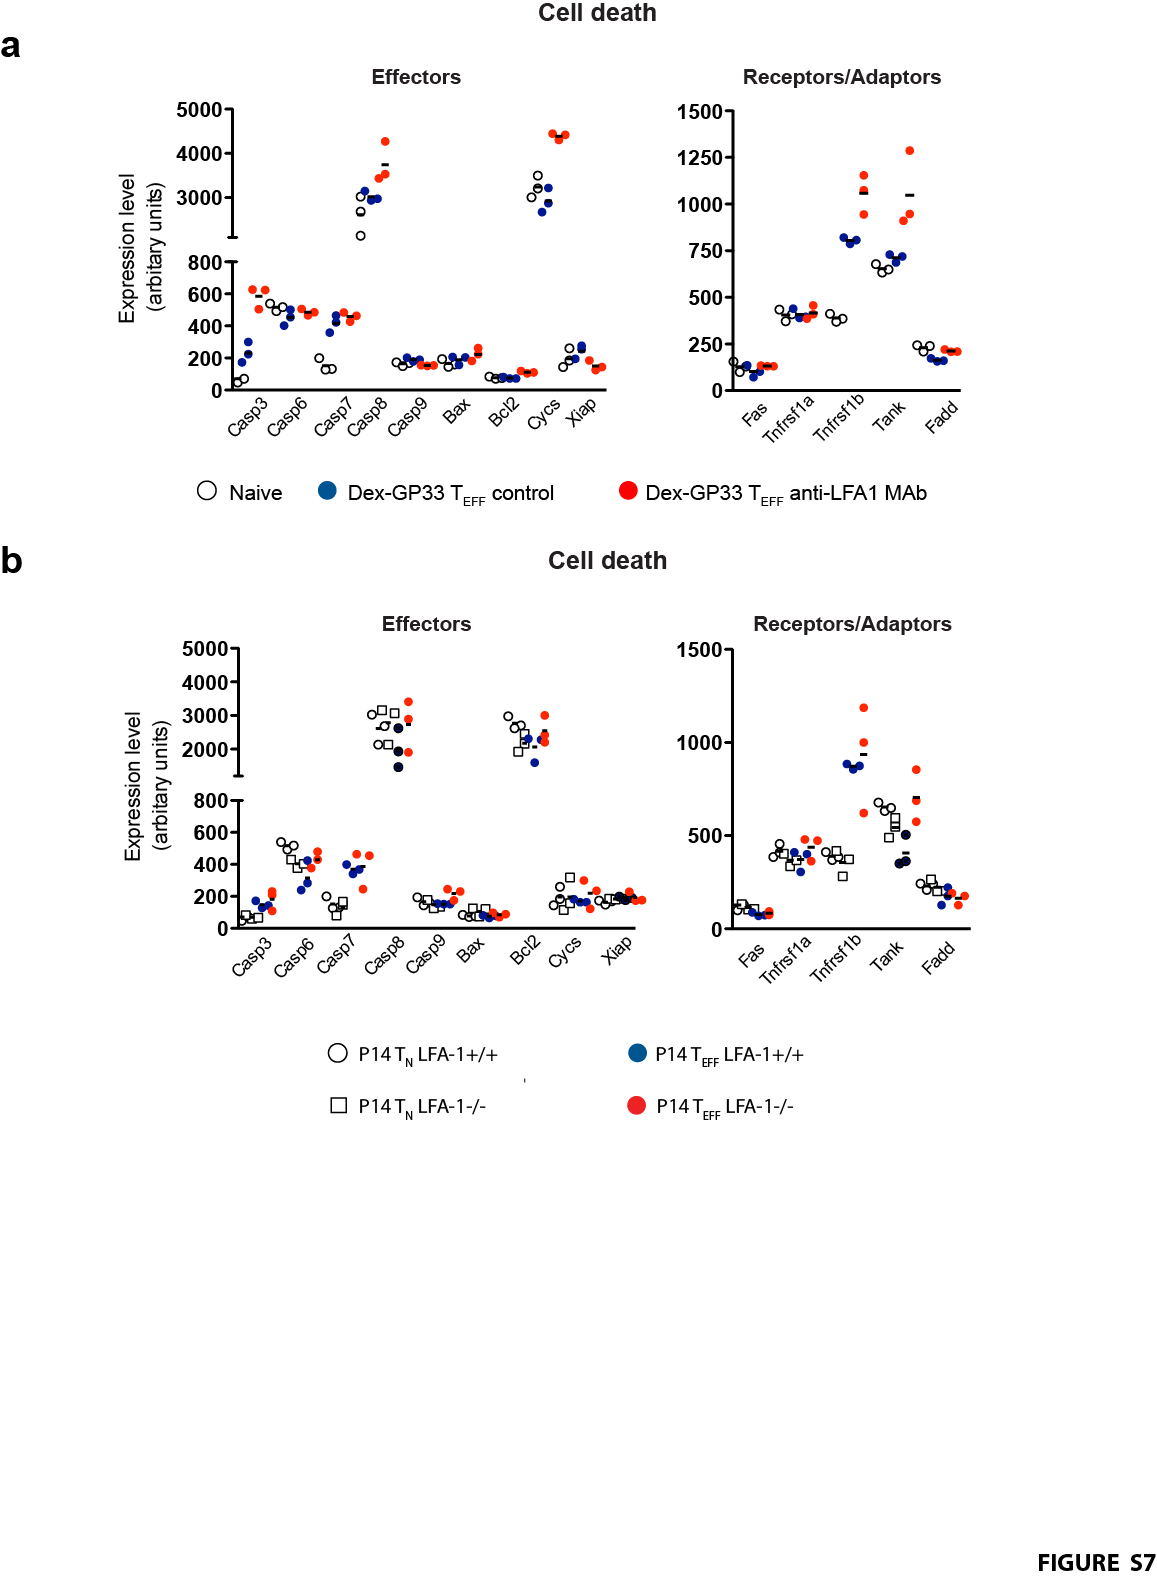 Cell death
a
Effectors
Receptors/Adaptors
Expression level
(arbitary units)
5000
4000
3000
800
600
400
200
0
Casp3
Casp6
Casp7
Casp8
Casp9
Bax
Bcl2
Cycs
Xiap
1500
1250
1000
750
500
250
0
Fas
Tnfrsf1a
Tnfrsf1b
Tank
Fadd
Naive
Dex-GP33 TEFF control
Dex-GP33 TEFF anti-LFA1 MAb
b
Cell death
Effectors
Receptors/Adaptors
Expression level
(arbitary units)
5000
4000
3000
2000
800
600
400
200
0
Casp3
Casp6
Casp7
Casp8
Casp9
Bax
Bcl2
Cycs
Xiap
1500
1000
500
0
Fas
Tnfrsf1a
Tnfrsf1b
Tank
Fadd
P14 TN LFA-1+/+
P14 TEFF LFA-1+/+
P14 TN LFA-1-/-
P14 TEFF LFA-1-/-
FIGURE S7